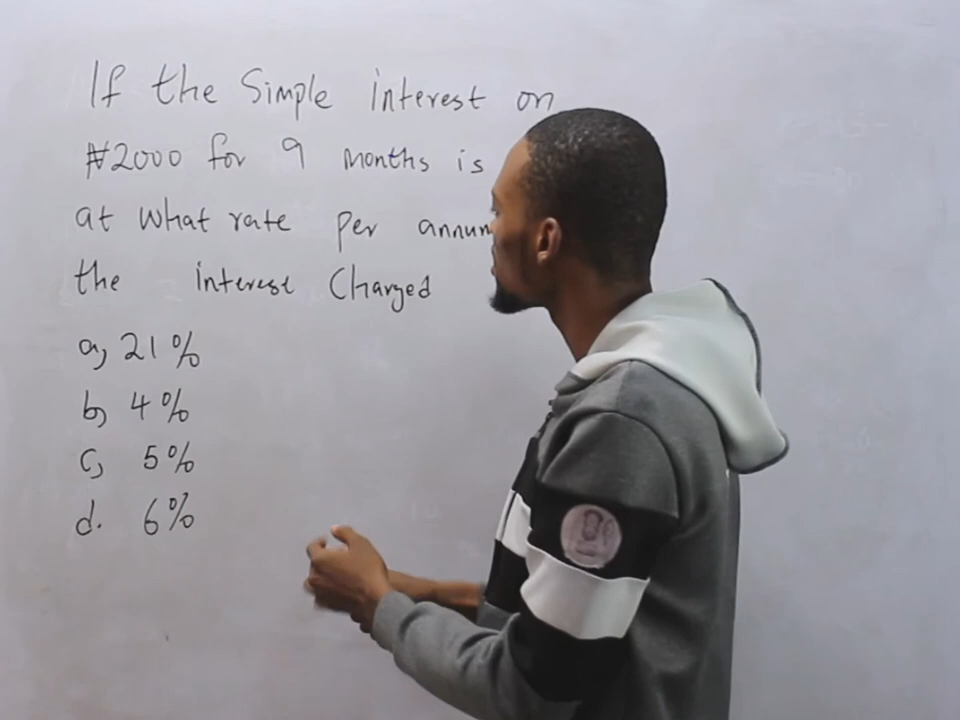 If the Simple interest on
₦2000 for 9 months is
at what rate per annum
the interest Charged
a, 21%
b, 4%
c, 5%
d. 6%